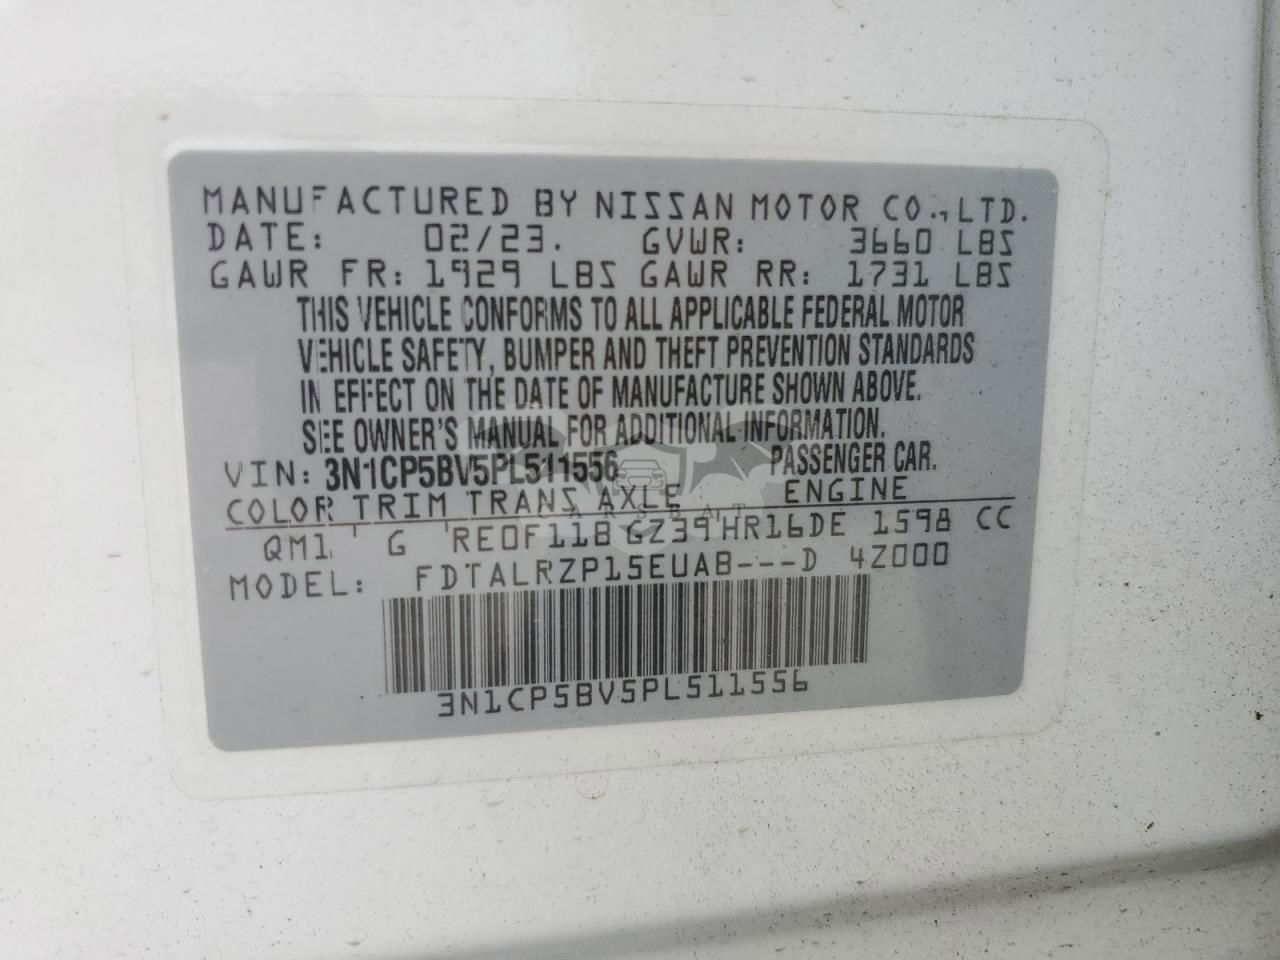 MANUFACTURED BY NISSAN MOTOR CO., LTD.
DATE: 02/23. GVWR: 3660 LBS
GAWR FR: 1929 LBS GAWR RR: 1731 LBS
THIS VEHICLE CONFORMS TO ALL APPLICABLE FEDERAL MOTOR
VEHICLE SAFETY, BUMPER AND THEFT PREVENTION STANDARDS
IN EFFECT ON THE DATE OF MANUFACTURE SHOWN ABOVE.
SEE OWNER'S MANUAL FOR ADDITIONAL INFORMATION.
VIN: 3N1CP5BV5PL511556 PASSENGER CAR.
COLOR TRIM TRANS AXLE ENGINE
CARSBAT
QM1 G RE0F11B GZ39 HR16DE 1598 CC
MODEL: FDTALRZP15EUAB---D 4Z000
3N1CP5BV5PL511556